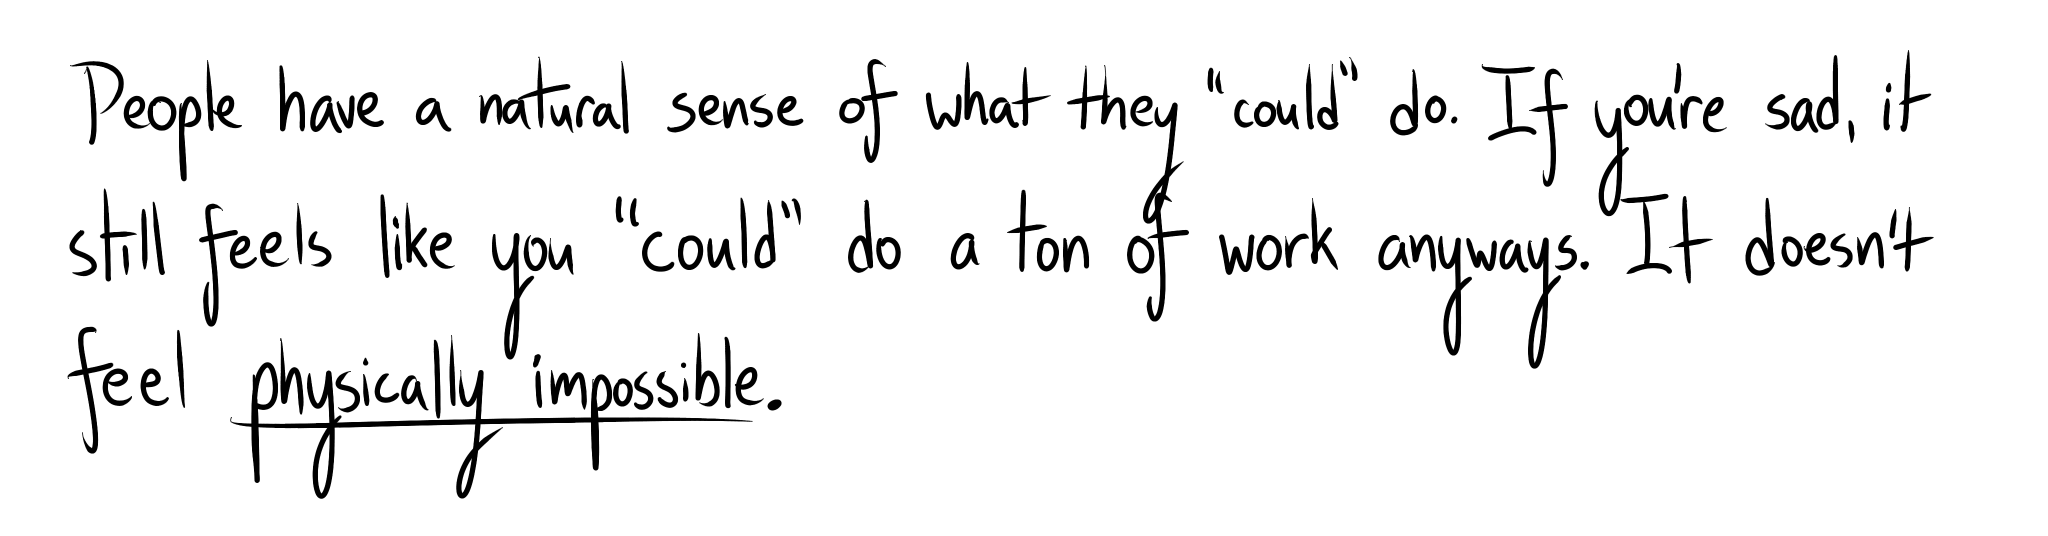 People have a natural sense of what they "could" do. If you're sad, it
still feels like you "could" do a ton of work anyways. It doesn't
feel physically impossible.